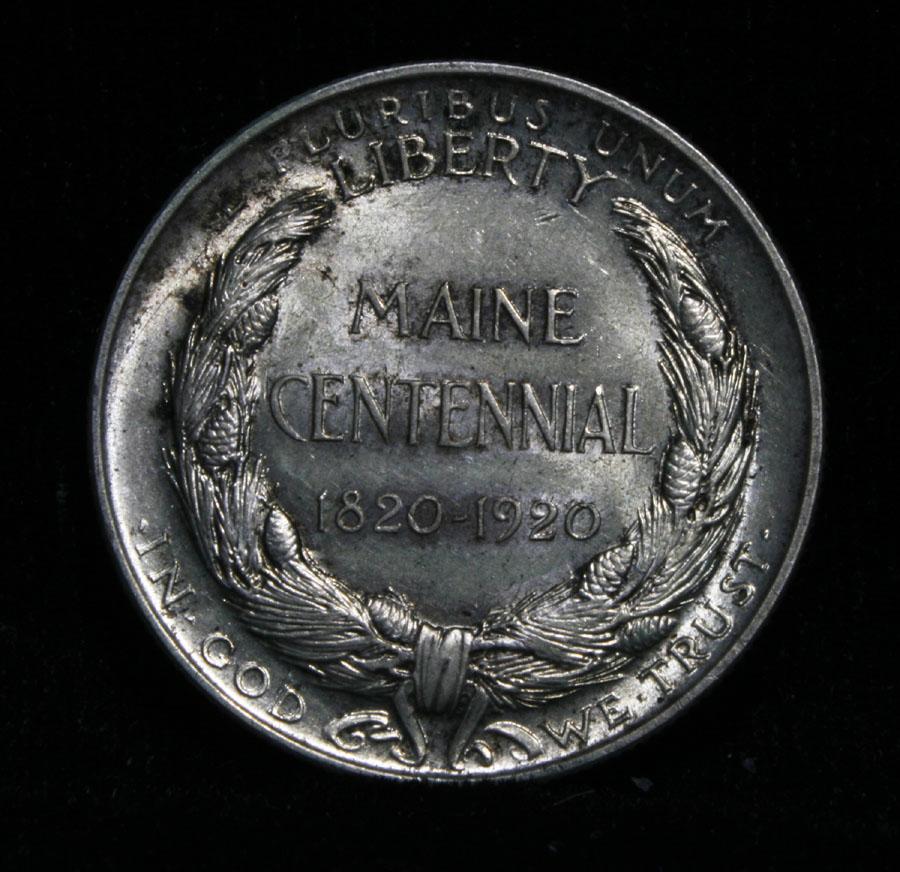 E PLURIBUS UNUM
LIBERTY
MAINE
CENTENNIAL
1820-1920
·IN·GOD WE·TRUST·